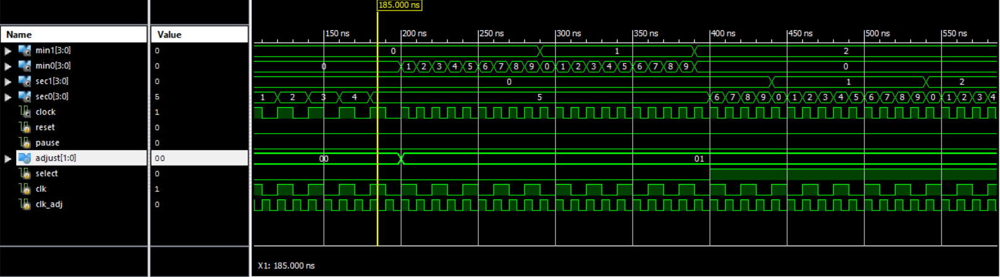 185.000 ns
Name Value
150 ns 200 ns 250 ns 300 ns 350 ns 400 ns 450 ns 500 ns 550 ns
min1[3:0] 0 0 1 2
min0[3:0] 0 0 1 2 3 4 5 6 7 8 9 0 1 2 3 4 5 6 7 8 9 0
sec1[3:0] 0 0 1 2
sec0[3:0] 5 1 2 3 4 5 6 7 8 9 0 1 2 3 4 5 6 7 8 9 0 1 2 3 4
clock 1
reset 0
pause 0
adjust[1:0] 00 00 01
select 0
clk 1
clk_adj 0
X1: 185.000 ns